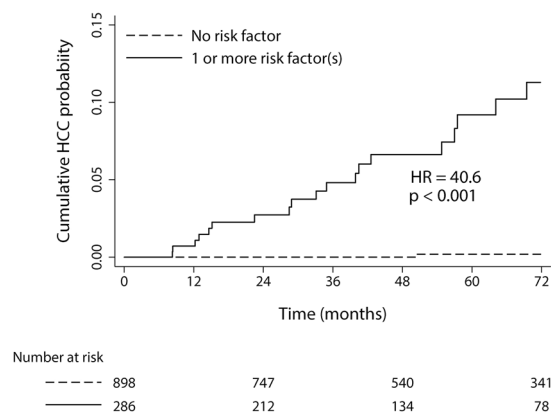 Cumulative HCC probabiity
0.15
0.10
0.05
0.00
No risk factor
1 or more risk factor(s)
HR = 40.6
p < 0.001
0 12 24 36 48 60 72
Time (months)
Number at risk
898 747 540 341
286 212 134 78